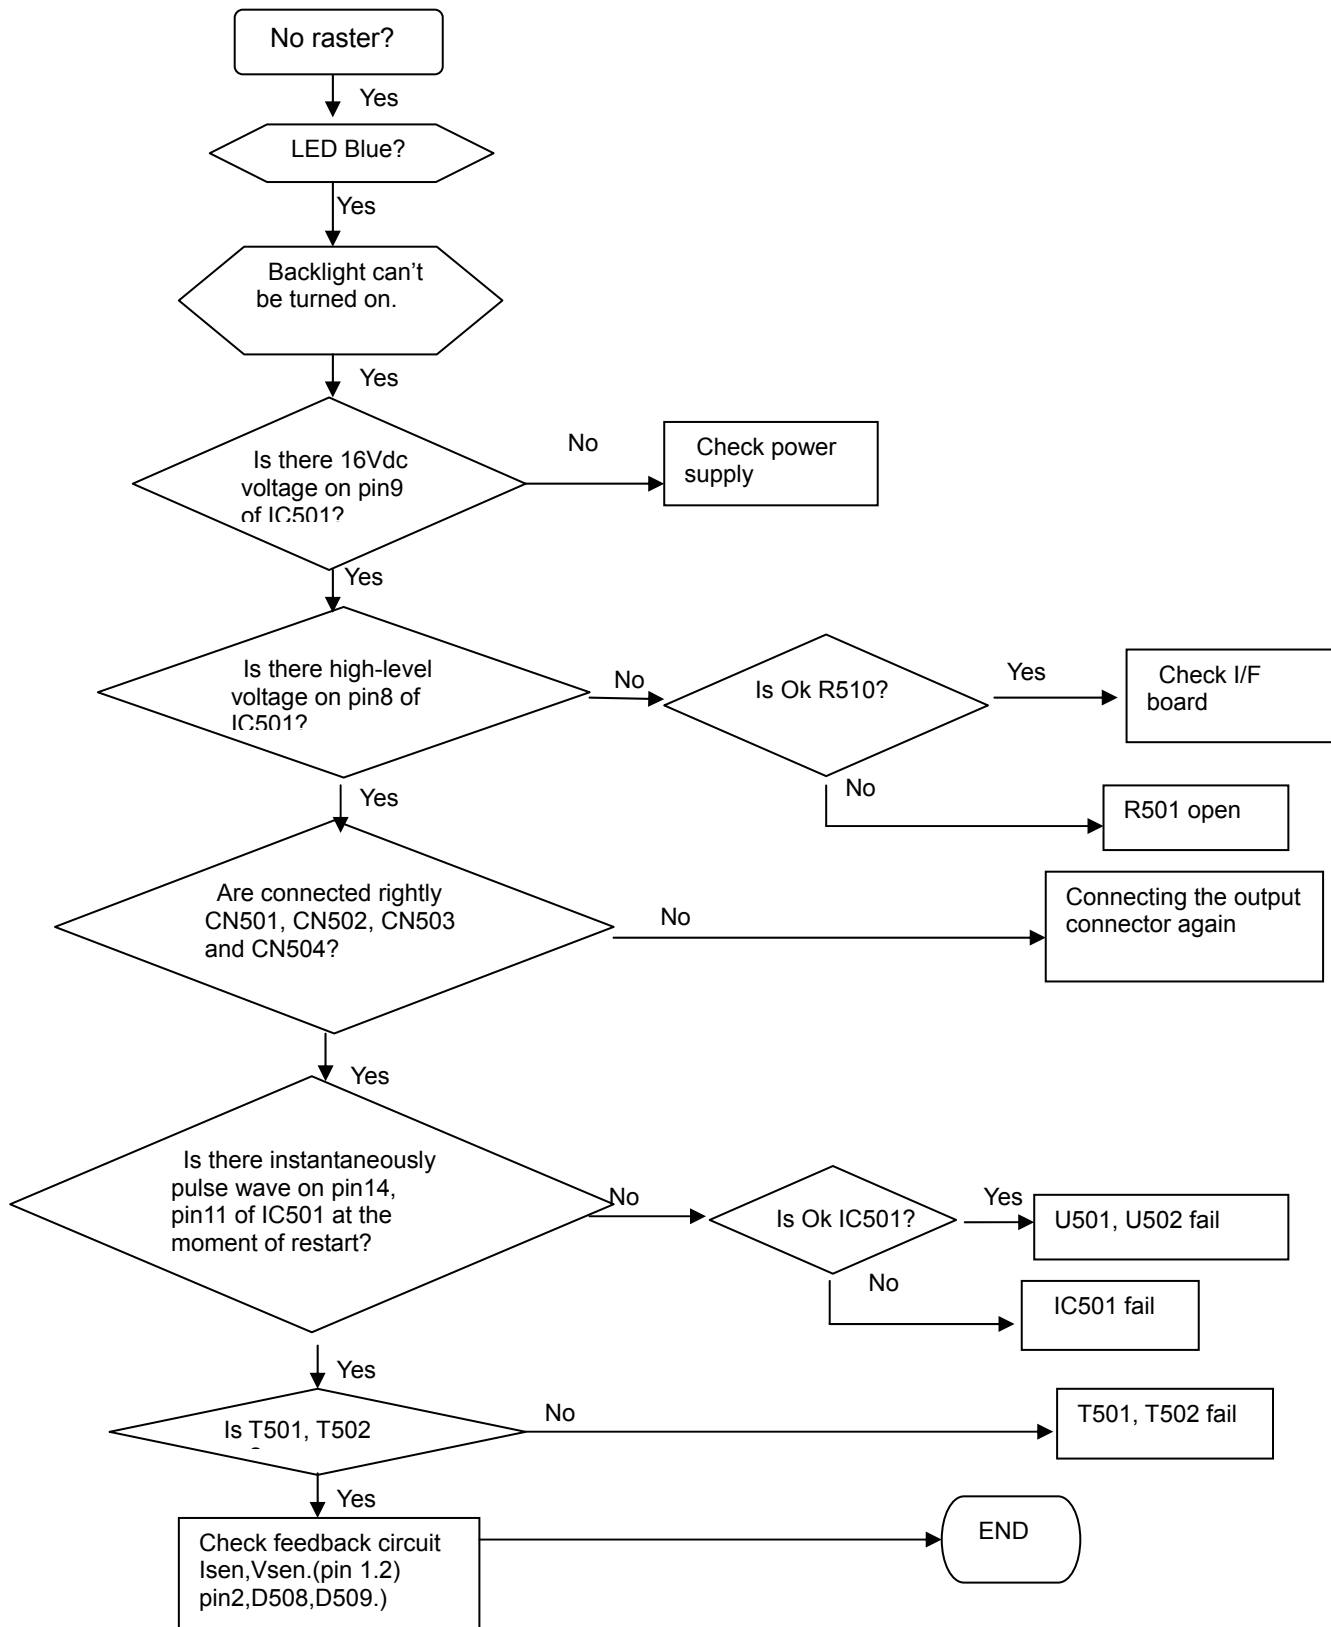 No raster?
Yes
LED Blue?
Yes
Backlight can't
be turned on.
Yes
Is there 16Vdc
voltage on pin9
of IC501?
No
Check power
supply
Yes
Is there high-level
voltage on pin8 of
IC501?
No
Is Ok R510?
Yes
Check I/F
board
No
R501 open
Yes
Are connected rightly
CN501, CN502, CN503
and CN504?
No
Connecting the output
connector again
Yes
Is there instantaneously
pulse wave on pin14,
pin11 of IC501 at the
moment of restart?
No
Is Ok IC501?
Yes
U501, U502 fail
No
IC501 fail
Yes
Is T501, T502
No
T501, T502 fail
Yes
Check feedback circuit
Isen,Vsen.(pin 1.2)
pin2,D508,D509.)
END